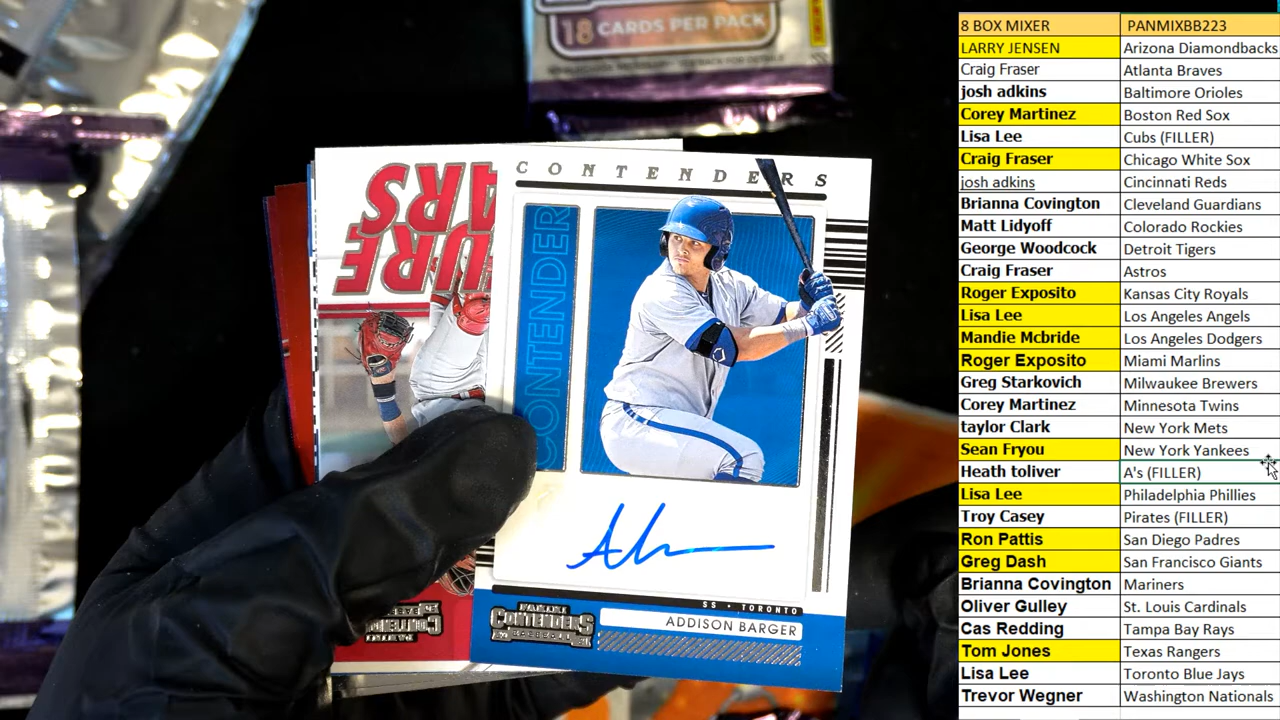 18 CARDS PER PACK
CONTENDERS
CONTENDER
SS • TORONTO
ADDISON BARGER
CONTENDERS
BASEBALL
8 BOX MIXER PANMIXBB223
LARRY JENSEN Arizona Diamondbacks
Craig Fraser Atlanta Braves
josh adkins Baltimore Orioles
Corey Martinez Boston Red Sox
Lisa Lee Cubs (FILLER)
Craig Fraser Chicago White Sox
josh adkins Cincinnati Reds
Brianna Covington Cleveland Guardians
Matt Lidyoff Colorado Rockies
George Woodcock Detroit Tigers
Craig Fraser Astros
Roger Exposito Kansas City Royals
Lisa Lee Los Angeles Angels
Mandie Mcbride Los Angeles Dodgers
Roger Exposito Miami Marlins
Greg Starkovich Milwaukee Brewers
Corey Martinez Minnesota Twins
taylor Clark New York Mets
Sean Fryou New York Yankees
Heath toliver A's (FILLER)
Lisa Lee Philadelphia Phillies
Troy Casey Pirates (FILLER)
Ron Pattis San Diego Padres
Greg Dash San Francisco Giants
Brianna Covington Mariners
Oliver Gulley St. Louis Cardinals
Cas Redding Tampa Bay Rays
Tom Jones Texas Rangers
Lisa Lee Toronto Blue Jays
Trevor Wegner Washington Nationals